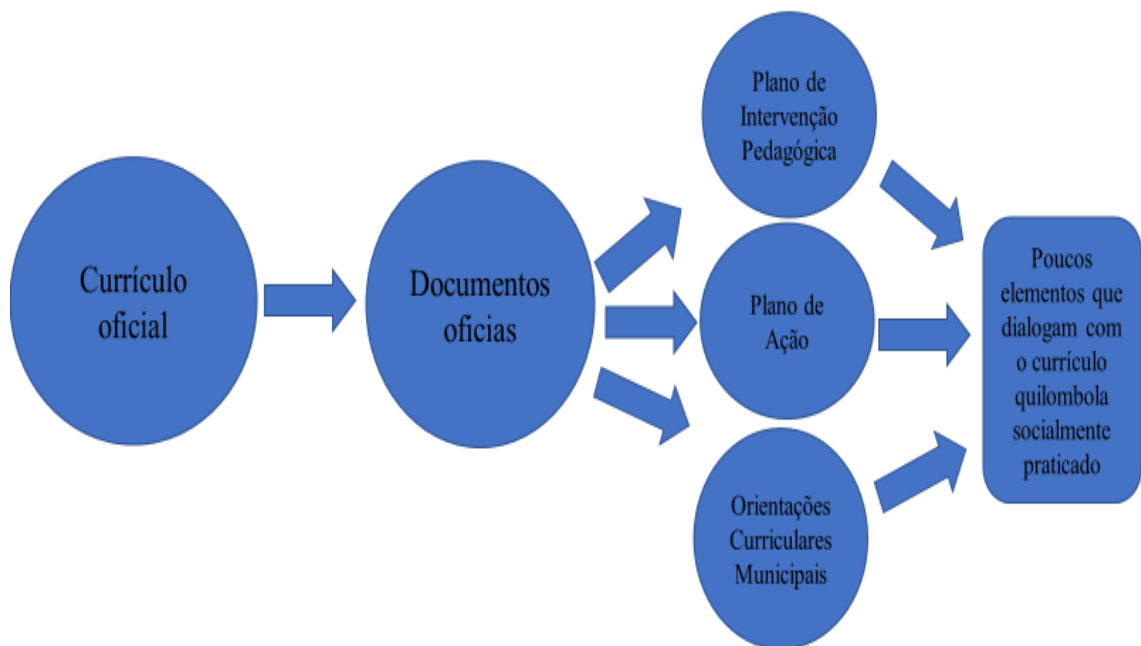 Currículo
oficial
Documentos
oficias
Plano de
Intervenção
Pedagógica
Plano de
Ação
Orientações
Curriculares
Municipais
Poucos
elementos que
dialogam com
o currículo
quilombola
socialmente
praticado